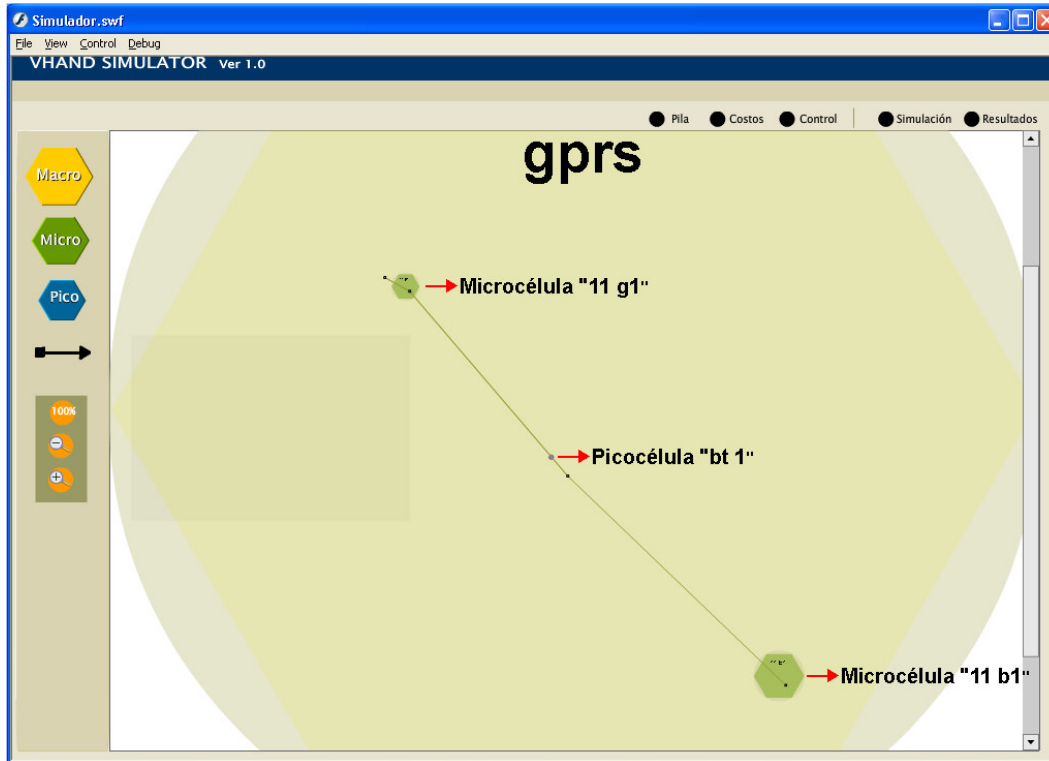 Simulador.swf
File View Control Debug
VHAND SIMULATOR Ver 1.0
Pila Costos Control Simulación Resultados
gprs
Macro
Micro
Pico
100%
Microcélula "11 g1"
Picocélula "bt 1"
Microcélula "11 b1"